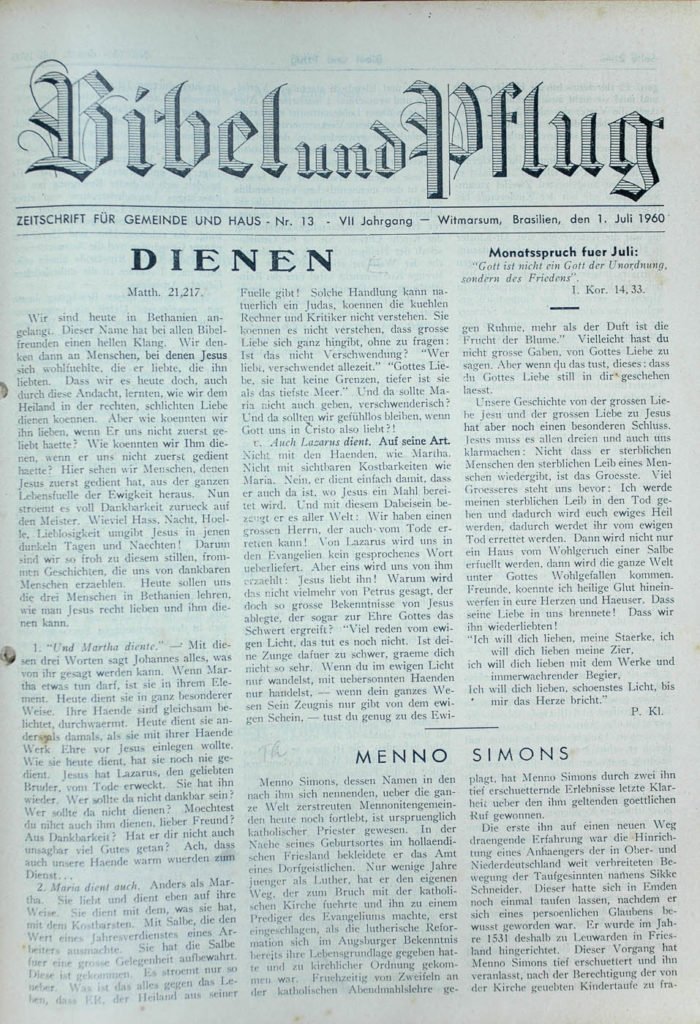 Bibel und Pflug
ZEITSCHRIFT FÜR GEMEINDE UND HAUS - Nr. 13 - VII Jahrgang — Witmarsum, Brasilien, den 1. Juli 1960
DIENEN
Matth. 21,217.
Wir sind heute in Bethanien an-
gelangt. Dieser Name hat bei allen Bibel-
freunden einen hellen Klang. Wir den-
ken dann an Menschen, bei denen Jesus
sich wohlfuehlte, die er liebte, die ihn
liebten. Dass wir es heute doch, auch
durch diese Andacht, lernten, wie wir dem
Heiland in der rechten, schlichten Liebe
dienen koennen. Aber wie koennten wir
ihn lieben, wenn Er uns nicht zuerst ge-
liebt haette? Wie koennten wir Ihm die-
nen, wenn er uns nicht zuerst gedient
haette? Hier sehen wir Menschen, denen
Jesus zuerst gedient hat, aus der ganzen
Lebensfuelle der Ewigkeit heraus. Nun
stroemt es voll Dankbarkeit zurueck auf
den Meister. Wieviel Hass, Nacht, Hoel-
le, Lieblosigkeit umgibt Jesus in jenen
dunkeln Tagen und Naechten! Darum
sind wir so froh zu diesem stillen, from-
men Geschichten, die uns von dankbaren
Menschen erzaehlen. Heute sollen uns
die drei Menschen in Bethanien lehren,
wie man Jesus recht lieben und ihm die-
nen kann.
1. "Und Martha diente." — Mit die-
sen drei Worten sagt Johannes alles, was
von ihr gesagt werden kann. Wenn Mar-
tha etwas tun darf, ist sie in ihrem Ele-
ment. Heute dient sie in ganz besonderer
Weise. Ihre Haende sind gleichsam be-
lichtet, durchwaermt. Heute dient sie an-
ders als damals, als sie mit ihrer Haende
Werk Ehre vor Jesus einlegen wollte.
Wie sie heute dient, hat sie noch nie ge-
dient. Jesus hat Lazarus, den geliebten
Bruder, vom Tode erweckt. Sie hat ihn
wieder. Wer sollte da nicht dankbar sein?
Wer sollte da nicht dienen? Moechtest
du nihct auch ihm dienen, lieber Freund?
Aus Dankbarkeit? Hat er dir nicht auch
unsagbar viel Gutes getan? Ach, dass
auch unsere Haende warm wuerden zum
Dienst...
2. Maria dient auch. Anders als Mar-
tha. Sie liebt und dient eben auf ihre
Weise. Sie dient mit dem, was sie hat,
mit dem Kostbarsten. Mit Salbe, die den
Wert eines Jahresverdienstes eines Ar-
beiters ausmachte. Sie hat die Salbe
fuer eine grosse Gelegenheit aufbewahrt.
Diese ist gekommen. Es stroemt nur so
ueber. Was ist das alles gegen das Le-
ben, dass ER, der Heiland aus seiner
Fuelle gibt! Solche Handlung kann na-
tuerlich ein Judas, koennen die kuehlen
Rechner und Kritiker nicht verstehen. Sie
koennen es nicht verstehen, dass grosse
Liebe sich ganz hingibt, ohne zu fragen:
Ist das nicht Verschwendung? "Wer
liebt, verschwendet allezeit." "Gottes Lie-
be, sie hat keine Grenzen, tiefer ist sie
als das tiefste Meer." Und da sollte Ma-
ria nicht auch geben, verschwenderisch?
Und da sollten wir gefühllos bleiben, wenn
Gott uns in Cristo also liebt?!
Auch Lazarus dient. Auf seine Art.
Nicht mit den Haenden, wie Martha.
Nicht mit sichtbaren Kostbarkeiten wie
Maria. Nein, er dient einfach damit, dass
er auch da ist, wo Jesus ein Mahl berei-
tet wird. Und mit diesem Dabeisein be-
zeugt er es aller Welt: Wir haben einen
grossen Herrn, der auch von Tode er-
retten kann! Von Lazarus wird uns in
den Evangelien kein gesprochenes Wort
ueberliefert. Aber eins wird uns von ihm
erzaehlt: Jesus liebt ihn! Warum wird
das nicht vielmehr von Petrus gesagt, der
doch so grosse Bekenntnisse von Jesus
ablegte, der sogar zur Ehre Gottes das
Schwert ergreift? "Viel reden vom ewi-
gen Licht, das tut es noch nicht. Ist dei-
ne Zunge dafuer zu schwer, graeme dich
nicht so sehr. Wenn du im ewigen Licht
nur wandelst, mit uebersonnten Haenden
nur handelst, — wenn dein ganzes We-
sen Sein Zeugnis nur gibt von dem ewi-
gen Schein, — tust du genug zu des Ewi-
Monatsspruch fuer Juli:
"Gott ist nicht ein Gott der Unordnung,
sondern des Friedens".
1. Kor. 14,33.
gen Ruhme, mehr als der Duft ist die
Frucht der Blume." Vielleicht hast du
nicht grosse Gaben, von Gottes Liebe zu
sagen. Aber wenn du das tust, dieses: dass
du Gottes Liebe still in dir geschehen
laesst.
Unsere Geschichte von der grossen Lie-
be Jesu und der grossen Liebe zu Jesus
hat aber noch einen besonderen Schluss.
Jesus muss es allen dreien und auch uns
klarmachen: Nicht dass er sterblichen
Menschen den sterblichen Leib eines Men-
schen wiedergibt, ist das Groesste. Viel
Groesseres steht uns bevor: Ich werde
meinen sterblichen Leib in den Tod ge-
ben und dadurch wird euch ewiges Heil
werden, dadurch werdet ihr vom ewigen
Tod errettet werden. Dann wird nicht nur
ein Haus vom Wohlgeruch einer Salbe
erfuellt werden, dann wird die ganze Welt
unter Gottes Wohlgefallen kommen.
Freunde, koennte ich heilige Glut hinein-
werfen in eure Herzen und Haeuser. Dass
seine Liebe in uns brennete! Dass wir
ihn wiederliebten!
"Ich will dich lieben, meine Staerke, ich
will dich lieben meine Zier,
ich will dich lieben mit dem Werke und
immerwaehrender Begier,
Ich will dich lieben, schoenstes Licht, bis
mir das Herze bricht."
P. Kl.
MENNO SIMONS
Menno Simons, dessen Namen in den
nach ihm sich nennenden, ueber die gan-
ze Welt zerstreuten Mennonitengemein-
den heute noch fortlebt, ist urspruenglich
katholischer Priester gewesen. In der
Nache seines Geburtsortes im hollaendi-
schen Friesland bekleidete er das Amt
eines Dorfgeistlichen. Nur wenige Jahre
juenger als Luther, hat er den eigenen
Weg, der zum Bruch mit der katholi-
schen Kirche fuehrte und ihn zu einem
Prediger des Evangeliums machte, erst
eingeschlagen, als die lutherische Refor-
mation sich im Augsburger Bekenntnis
bereits ihre Lebensgrundlage gegeben hat-
te und zu kirchlicher Ordnung gekom-
men war. Fruehzeitig von Zweifeln an
der katholischen Abendmahlslehre ge-
plagt, hat Menno Simons durch zwei ihn
tief erschuetternde Erlebnisse letzte Klar-
heit ueber den ihm geltenden goettlichen
Ruf gewonnen.
Die erste ihn auf einen neuen Weg
draengende Erfahrung war die Hinrich-
tung eines Anhaengers der in Ober- und
Niederdeutschland weit verbreiteten Be-
wegung der Taufgesinnten namens Sikke
Schneider. Dieser hatte sich in Emden
noch einmal taufen lassen, nachdem er
sich eines persoenlichen Glaubens be-
wusst geworden war. Er wurde im Jah-
re 1531 deshalb zu Leuwarden in Fries-
land hingerichtet. Dieser Vorgang hat
Menno Simons tief erschuettert und ihn
veranlasst, nach der Berechtigung der von
der Kirche geuebten Kindertaufe zu fra-